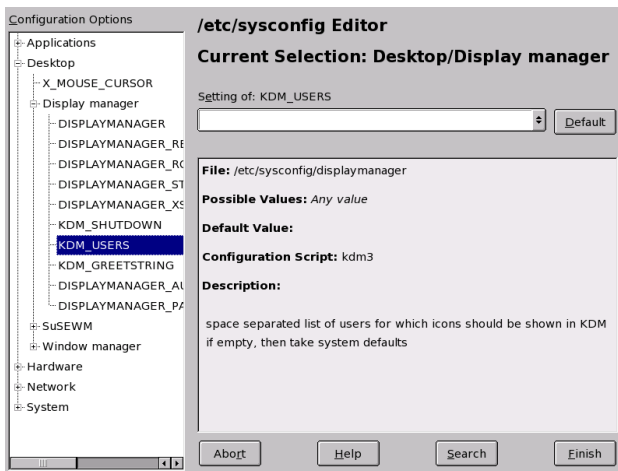 Configuration Options
Applications
Desktop
X_MOUSE_CURSOR
Display manager
DISPLAYMANAGER
DISPLAYMANAGER_RE
DISPLAYMANAGER_RO
DISPLAYMANAGER_ST
DISPLAYMANAGER_XS
KDM_SHUTDOWN
KDM_USERS
KDM_GREETSTRING
DISPLAYMANAGER_AU
DISPLAYMANAGER_PA
SuSEWM
Window manager
Hardware
Network
System
/etc/sysconfig Editor
Current Selection: Desktop/Display manager
Setting of: KDM_USERS
Default
File: /etc/sysconfig/displaymanager
Possible Values: Any value
Default Value:
Configuration Script: kdm3
Description:
space separated list of users for which icons should be shown in KDM
if empty, then take system defaults
Abort
Help
Search
Finish